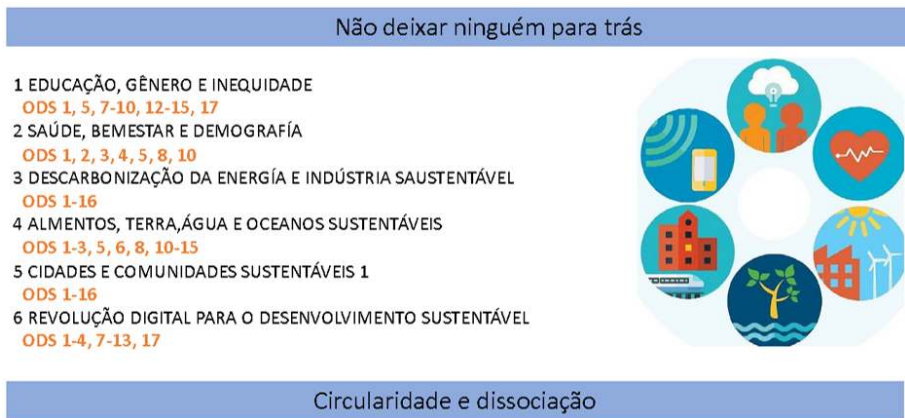 Não deixar ninguém para trás
1 EDUCAÇÃO, GÊNERO E INEQUIDADE
ODS 1, 5, 7-10, 12-15, 17
2 SAÚDE, BEMESTAR E DEMOGRAFÍA
ODS 1, 2, 3, 4, 5, 8, 10
3 DESCARBONIZAÇÃO DA ENERGÍA E INDÚSTRIA SAUSTENTÁVEL
ODS 1-16
4 ALMENTOS, TERRA,ÁGUA E OCEANOS SUSTENTÁVEIS
ODS 1-3, 5, 6, 8, 10-15
5 CIDADES E COMUNIDADES SUSTENTÁVEIS 1
ODS 1-16
6 REVOLUÇÃO DIGITAL PARA O DESENVOLVIMENTO SUSTENTÁVEL
ODS 1-4, 7-13, 17
Circularidade e dissociação